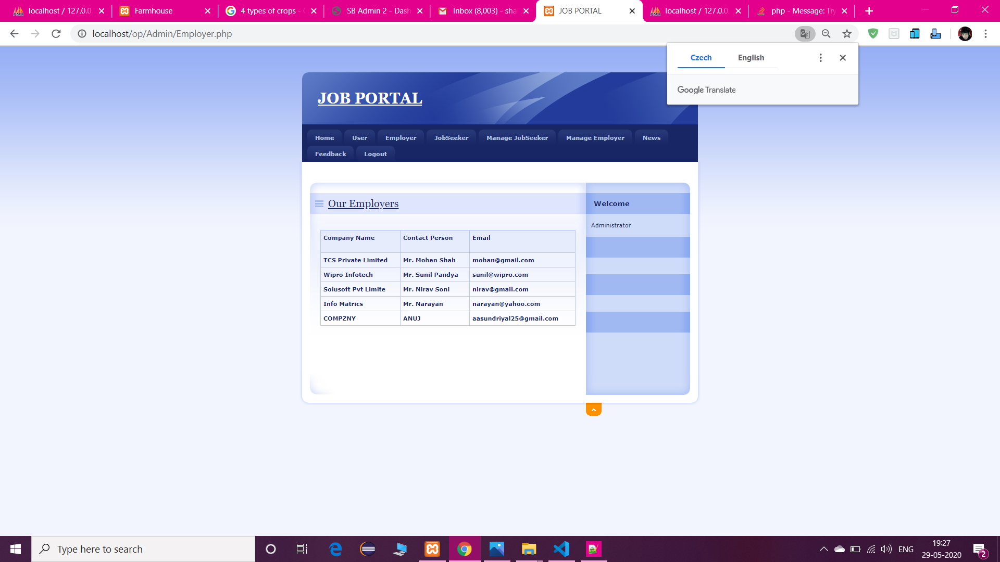 localhost / 127.0.0.
Farmhouse
4 types of crops -
SB Admin 2 - Dash
Inbox (8,003) - sha
JOB PORTAL
localhost / 127.0.0.
php - Message: Try
localhost/op/Admin/Employer.php
Czech English
Google Translate
JOB PORTAL
Home User Employer JobSeeker Manage JobSeeker Manage Employer News
Feedback Logout
Our Employers
Welcome
Administrator
Company Name Contact Person Email
TCS Private Limited Mr. Mohan Shah mohan@gmail.com
Wipro Infotech Mr. Sunil Pandya sunil@wipro.com
Solusoft Pvt Limite Mr. Nirav Soni nirav@gmail.com
Info Matrics Mr. Narayan narayan@yahoo.com
COMPZNY ANUJ aasundriyal25@gmail.com
Type here to search
ENG
19:27
29-05-2020
2